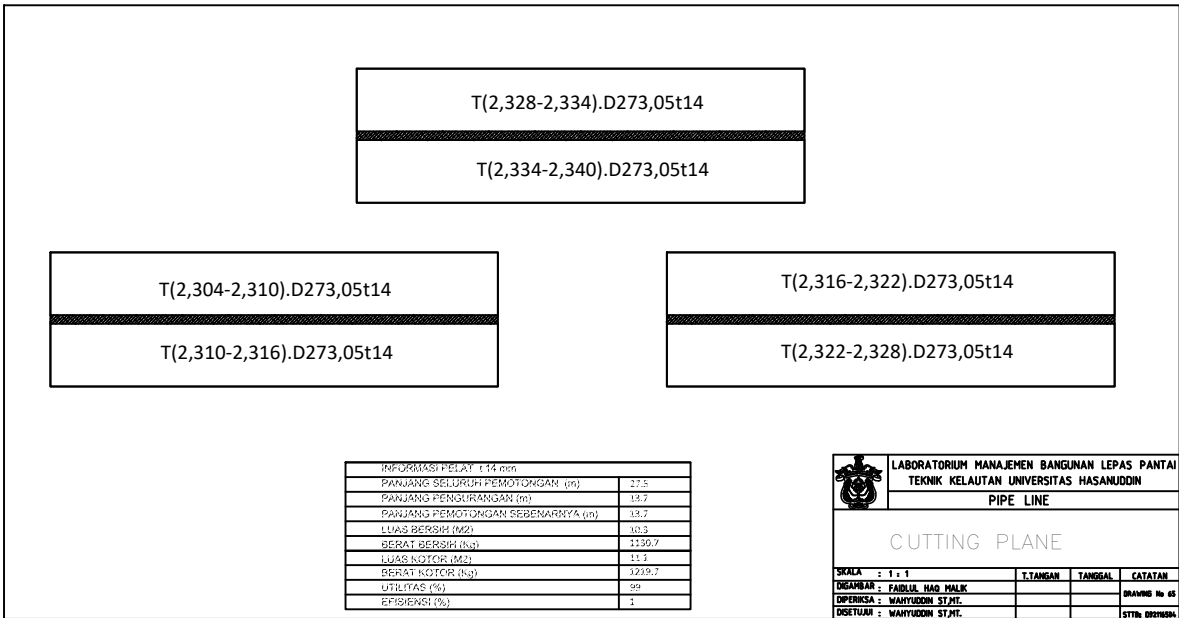 T(2,328-2,334).D273,05t14
T(2,334-2,340).D273,05t14
T(2,304-2,310).D273,05t14
T(2,310-2,316).D273,05t14
T(2,316-2,322).D273,05t14
T(2,322-2,328).D273,05t14
INFORMASI PELAT t 14 mm
PANJANG SELURUH PEMOTONGAN (m) 27.5
PANJANG PENGURANGAN (m) 13.7
PANJANG PEMOTONGAN SEBENARNYA (m) 13.7
LUAS BERSIH (M2) 10.3
BERAT BERSIH (Kg) 1130.7
LUAS KOTOR (M2)
BERAT KOTOR (Kg)
UTILITAS (%) 99
EFISIENSI (%) 1
LABORATORIUM MANAJEMEN BANGUNAN LEPAS PANTAI
TEKNIK KELAUTAN UNIVERSITAS HASANUDDIN
PIPE LINE
CUTTING PLANE
SKALA : 1 : 1 T.TANGAN TANGGAL CATATAN
DIGAMBAR : FAIDLUL HAQ MALIK
DRAWING No 65
DIPERIKSA : WAHYUDDIN ST,MT.
DISETUJUI : WAHYUDDIN ST,MT.